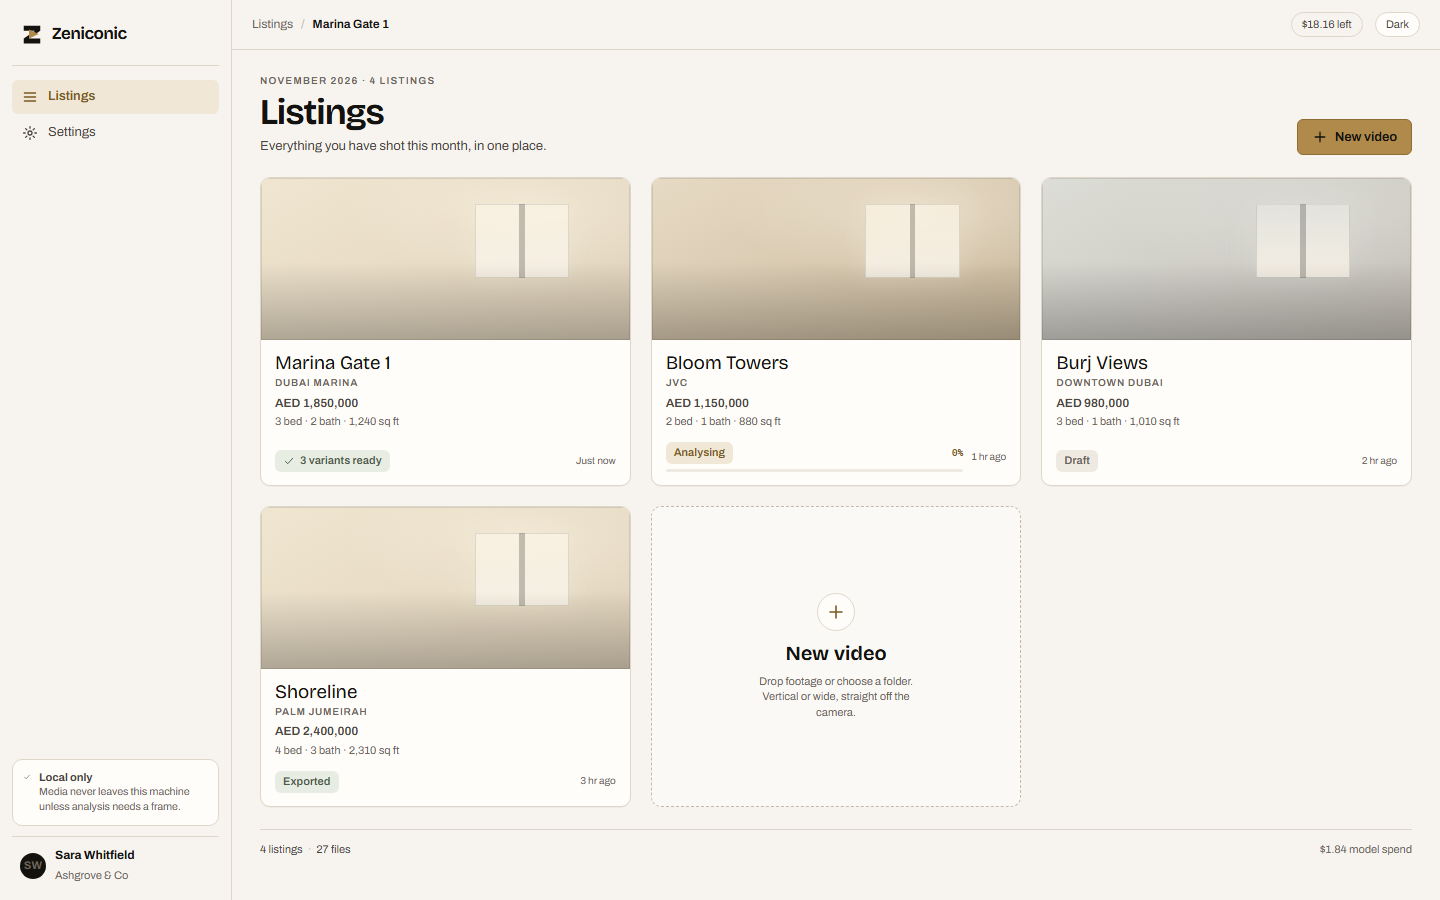 Zeniconic
Listings
Settings
Local only
Media never leaves this machine
unless analysis needs a frame.
SW
Sara Whitfield
Ashgrove & Co
Listings / Marina Gate 1
$18.16 left
Dark
NOVEMBER 2026 · 4 LISTINGS
Listings
Everything you have shot this month, in one place.
New video
Marina Gate 1
DUBAI MARINA
AED 1,850,000
3 bed · 2 bath · 1,240 sq ft
3 variants ready
Just now
Bloom Towers
JVC
AED 1,150,000
2 bed · 1 bath · 880 sq ft
Analysing
0%
1 hr ago
Burj Views
DOWNTOWN DUBAI
AED 980,000
3 bed · 1 bath · 1,010 sq ft
Draft
2 hr ago
Shoreline
PALM JUMEIRAH
AED 2,400,000
4 bed · 3 bath · 2,310 sq ft
Exported
3 hr ago
New video
Drop footage or choose a folder.
Vertical or wide, straight off the
camera.
4 listings · 27 files
$1.84 model spend